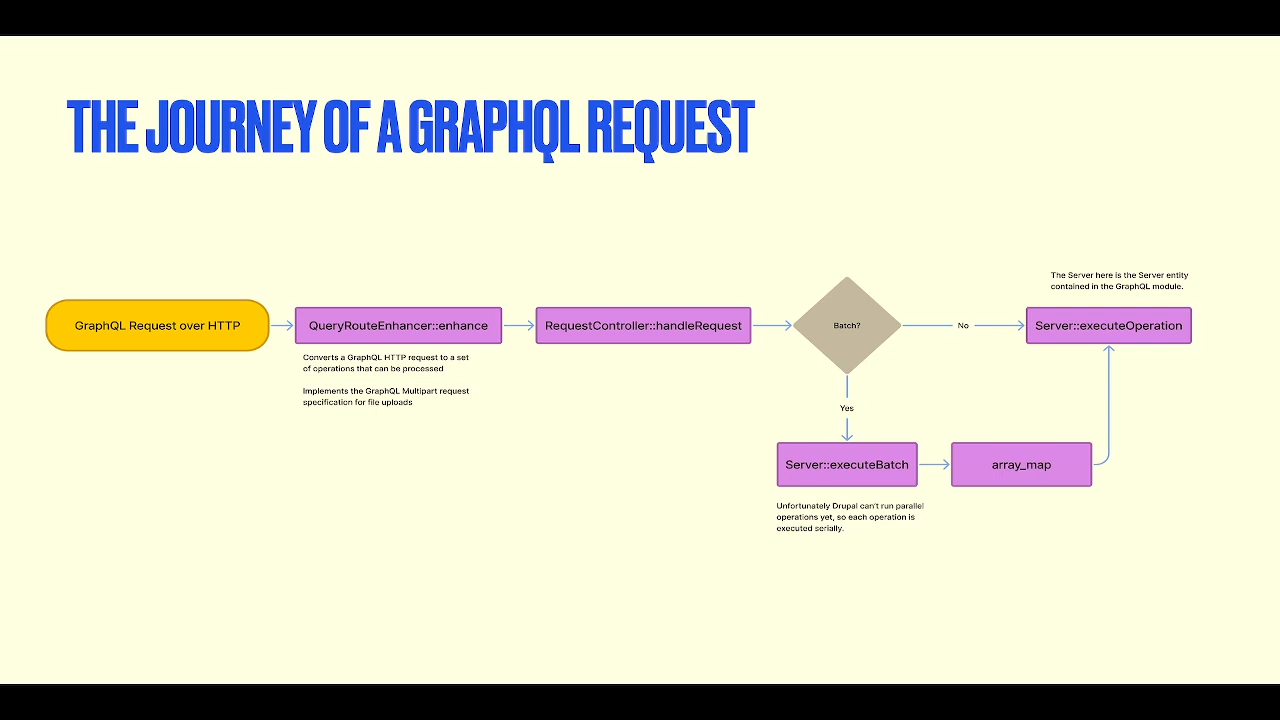 THE JOURNEY OF A GRAPHQL REQUEST
The Server here is the Server entity
contained in the GraphQL module.
GraphQL Request over HTTP
QueryRouteEnhancer::enhance
RequestController::handleRequest
Batch?
No
Server::executeOperation
Converts a GraphQL HTTP request to a set
of operations that can be processed
Implements the GraphQL Multipart request
specification for file uploads
Yes
Server::executeBatch
array_map
Unfortunately Drupal can't run parallel
operations yet, so each operation is
executed serially.